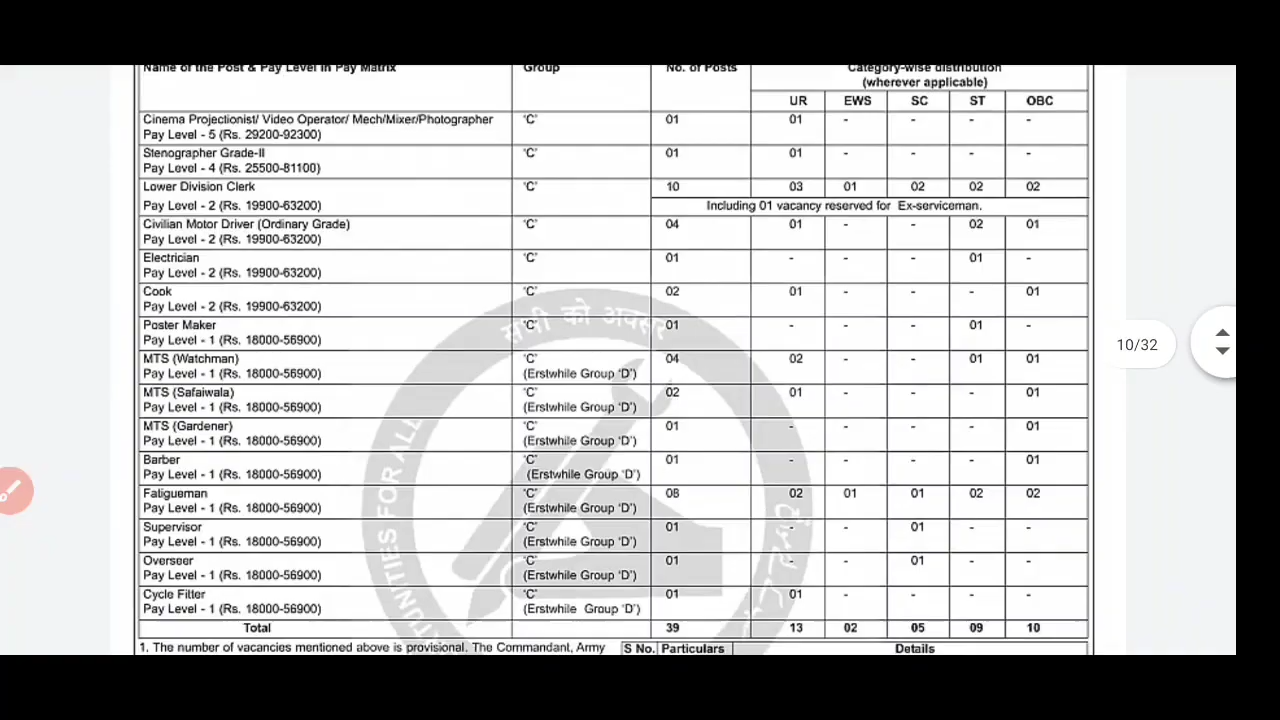 Name of the Post & Pay Level in Pay Matrix Group No. of Posts Category-wise distribution
(wherever applicable)
UR EWS SC ST OBC
Cinema Projectionist/ Video Operator/ Mech/Mixer/Photographer 'C' 01 01 - - - -
Pay Level - 5 (Rs. 29200-92300)
Stenographer Grade-II 'C' 01 01 - - - -
Pay Level - 4 (Rs. 25500-81100)
Lower Division Clerk 'C' 10 03 01 02 02 02
Pay Level - 2 (Rs. 19900-63200) Including 01 vacancy reserved for Ex-serviceman.
Civilian Motor Driver (Ordinary Grade) 'C' 04 01 - - 02 01
Pay Level - 2 (Rs. 19900-63200)
Electrician 'C' 01 - - - 01 -
Pay Level - 2 (Rs. 19900-63200)
Cook 'C' 02 01 - - - 01
Pay Level - 2 (Rs. 19900-63200)
सभी को अवसर
Poster Maker 'C' 01 - - - 01 -
Pay Level - 1 (Rs. 18000-56900)
10/32
MTS (Watchman) 'C' 04 02 - - 01 01
Pay Level - 1 (Rs. 18000-56900) (Erstwhile Group 'D')
MTS (Safaiwala) 'C' 02 01 - - - 01
Pay Level - 1 (Rs. 18000-56900) (Erstwhile Group 'D')
MTS (Gardener) 'C' 01 - - - - 01
Pay Level - 1 (Rs. 18000-56900) (Erstwhile Group 'D')
Barber 'C' 01 - - - - 01
Pay Level - 1 (Rs. 18000-56900) (Erstwhile Group 'D')
Fatigueman 'C' 08 02 01 01 02 02
Pay Level - 1 (Rs. 18000-56900) (Erstwhile Group 'D')
Supervisor 'C' 01 - - 01 - -
Pay Level - 1 (Rs. 18000-56900) (Erstwhile Group 'D')
Overseer 'C' 01 - - 01 - -
Pay Level - 1 (Rs. 18000-56900) (Erstwhile Group 'D')
Cycle Fitter 'C' 01 01 - - - -
Pay Level - 1 (Rs. 18000-56900) (Erstwhile Group 'D')
TUNITIES FOR ALL
Total 39 13 02 05 09 10
1. The number of vacancies mentioned above is provisional. The Commandant, Army S No. Particulars Details